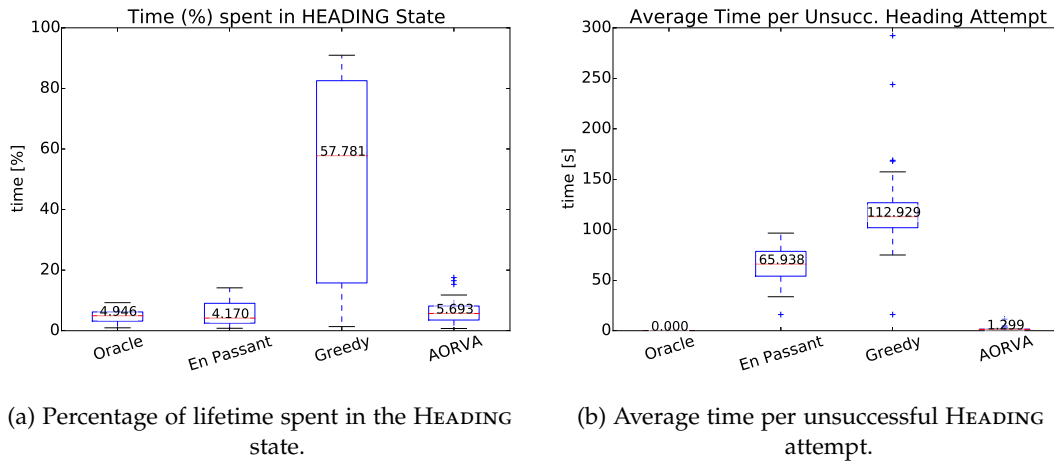 Time (%) spent in HEADING State
100
80
60
40
20
0
time [%]
4.946
4.170
57.781
5.693
Oracle
En Passant
Greedy
AORVA
(a) Percentage of lifetime spent in the HEADING
state.
Average Time per Unsucc. Heading Attempt
300
250
200
150
100
50
0
time [s]
0.000
65.938
112.929
1.299
Oracle
En Passant
Greedy
AORVA
(b) Average time per unsuccessful HEADING
attempt.